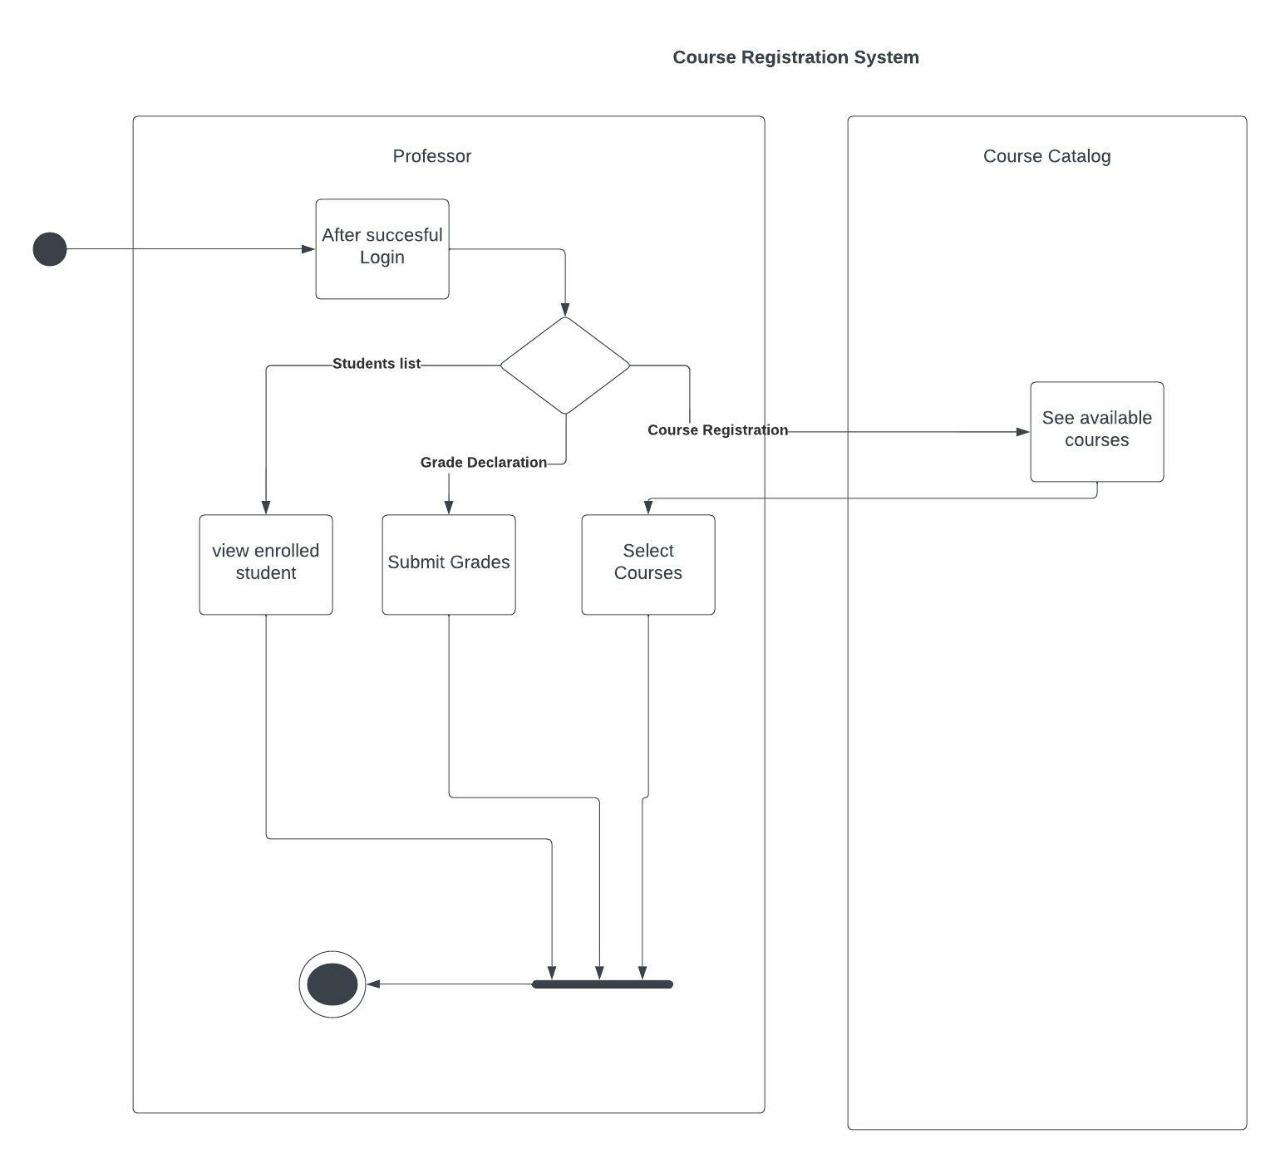 Course Registration System
Professor
Course Catalog
After succesful
Login
Students list
Course Registration
Grade Declaration
See available
courses
view enrolled
student
Submit Grades
Select
Courses